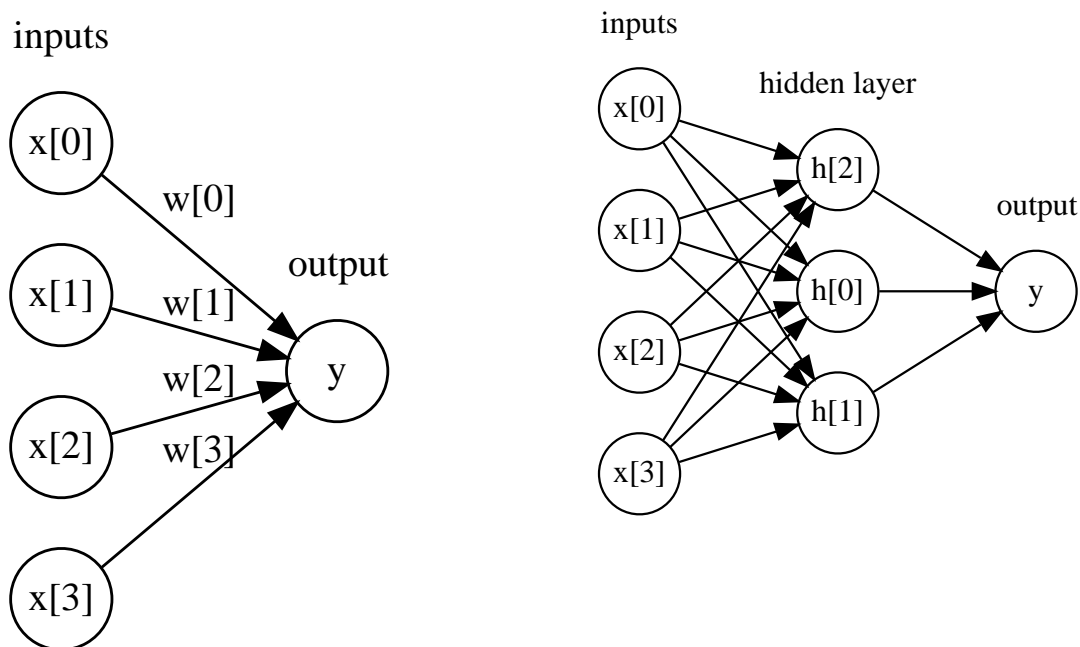 inputs
x[0]
w[0]
x[1]
w[1]
output
y
w[2]
x[2]
w[3]
x[3]
inputs
hidden layer
x[0]
h[2]
output
x[1]
h[0]
y
x[2]
h[1]
x[3]